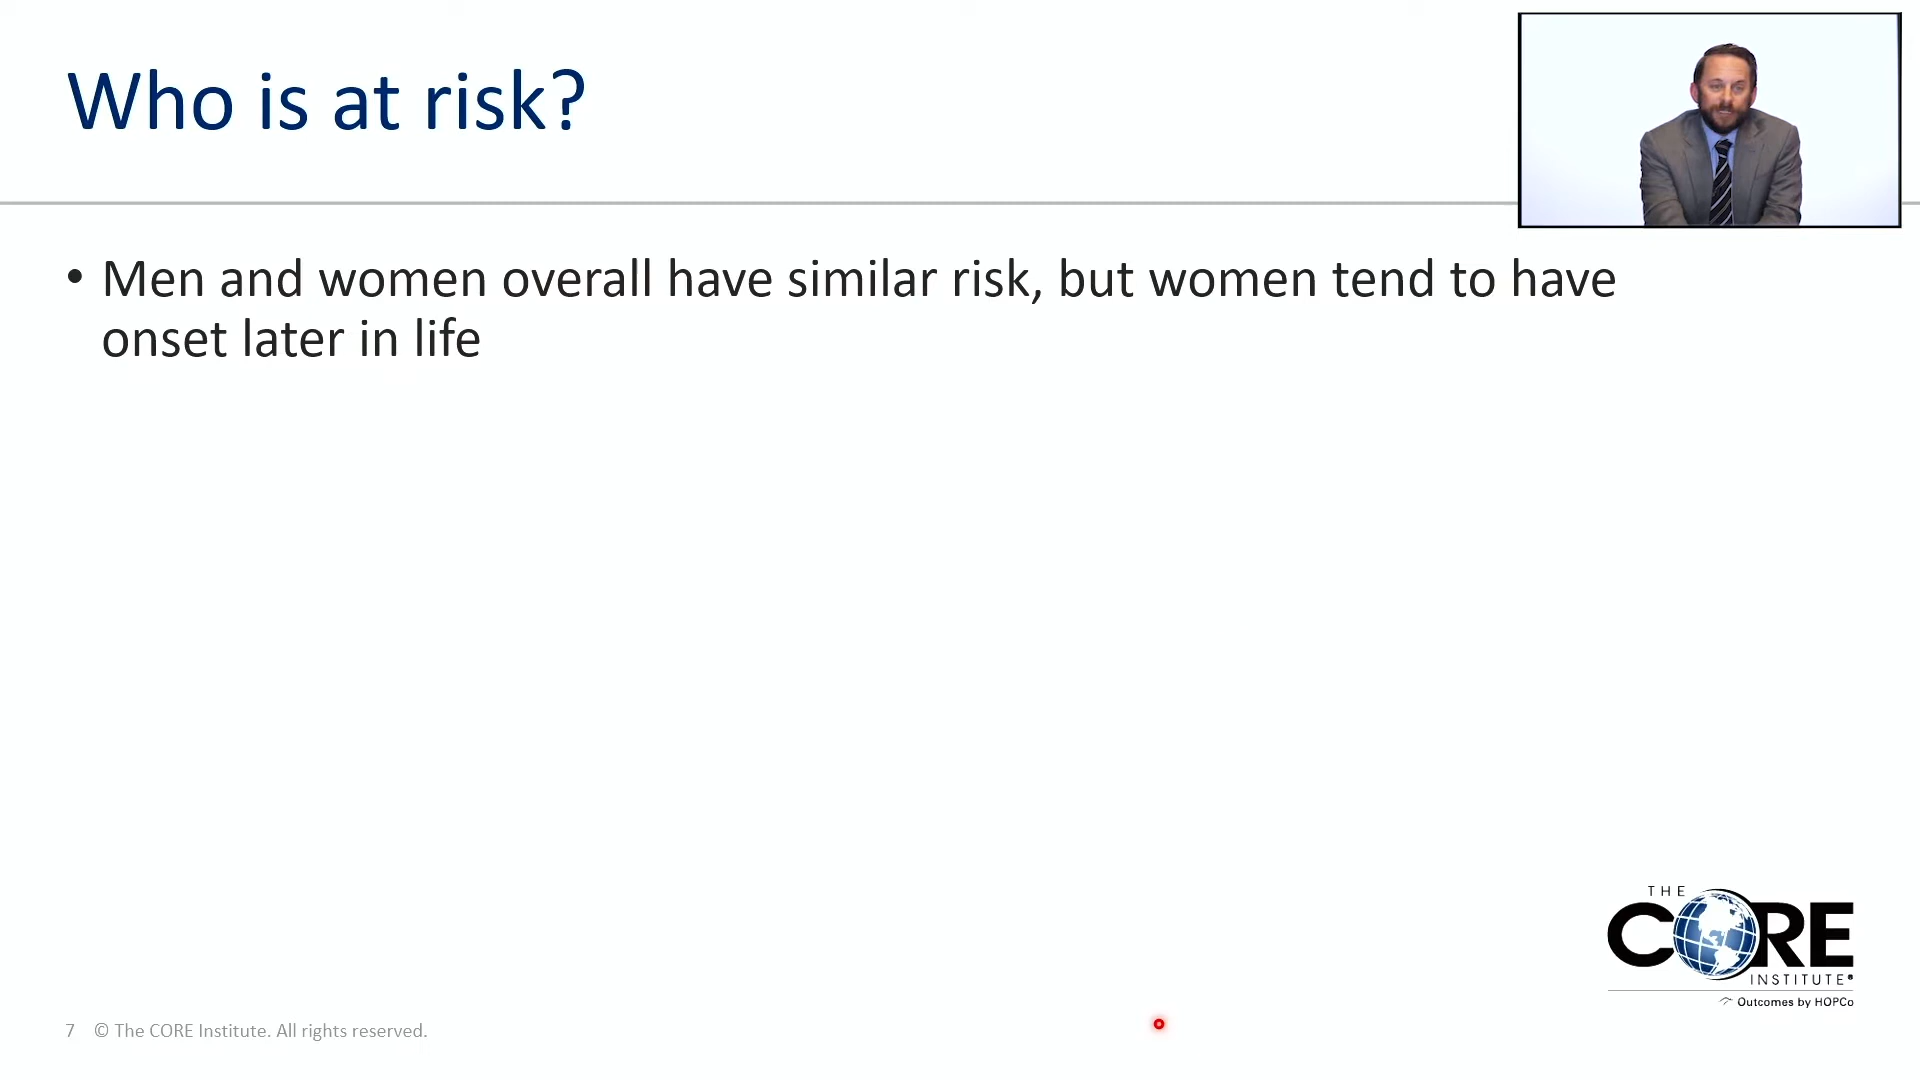 Who is at risk?
• Men and women overall have similar risk, but women tend to have
onset later in life
THE
CORE
INSTITUTE®
Outcomes by HOPCo
7 © The CORE Institute. All rights reserved.